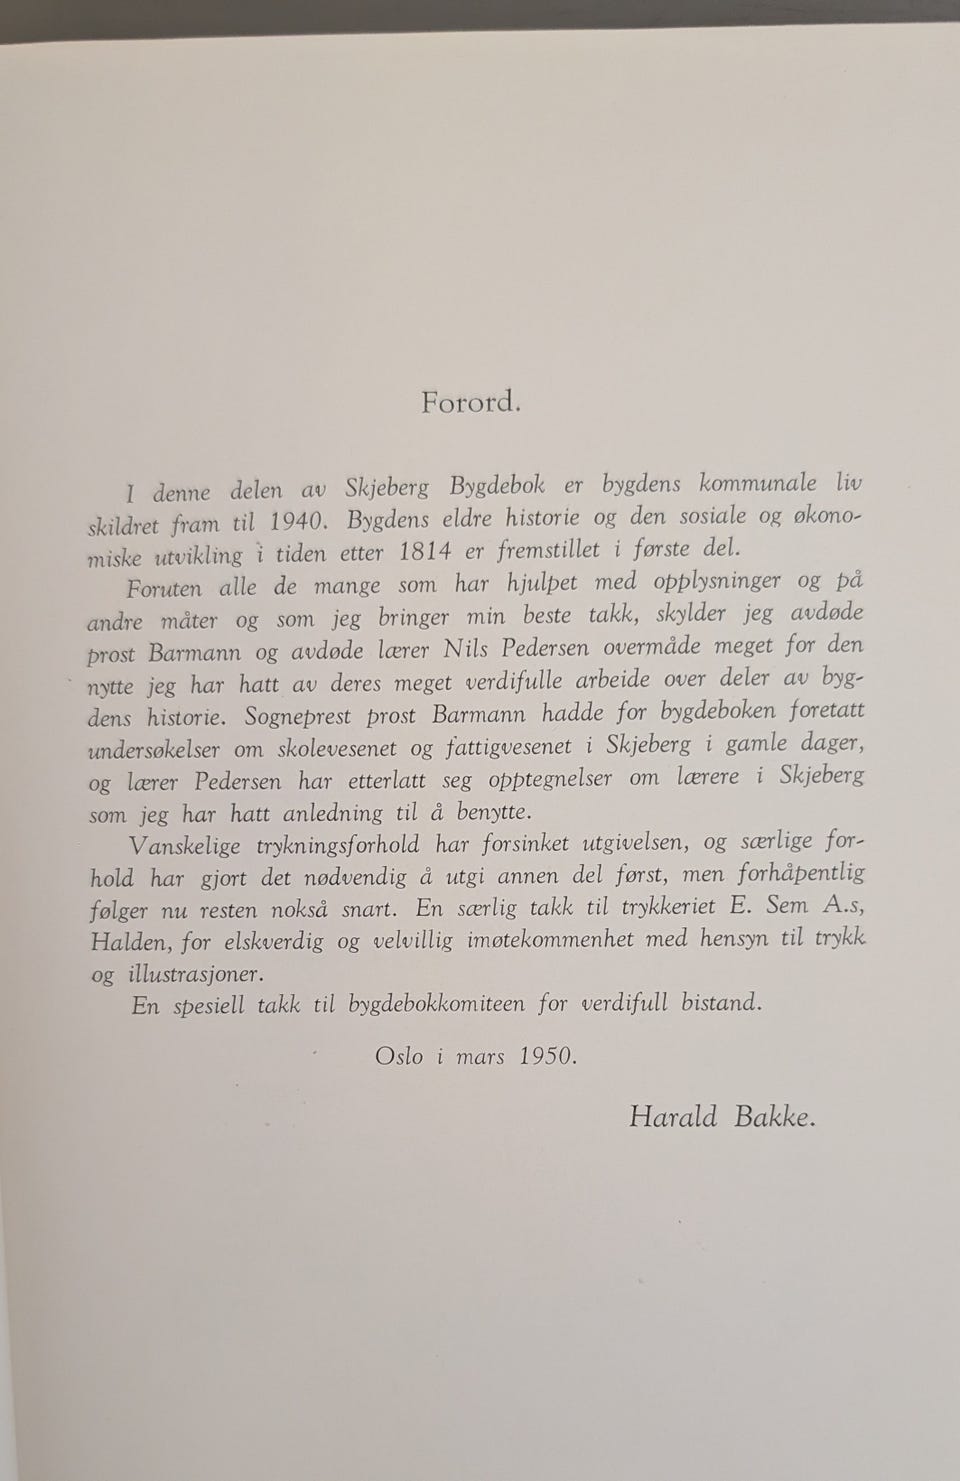 Forord.
I denne delen av Skjeberg Bygdebok er bygdens kommunale liv
skildret fram til 1940. Bygdens eldre historie og den sosiale og økono-
miske utvikling i tiden etter 1814 er fremstillet i første del.
Foruten alle de mange som har hjulpet med opplysninger og på
andre måter og som jeg bringer min beste takk, skylder jeg avdøde
prost Barmann og avdøde lærer Nils Pedersen overmåde meget for den
nytte jeg har hatt av deres meget verdifulle arbeide over deler av byg-
dens historie. Sogneprest prost Barmann hadde for bygdeboken foretatt
undersøkelser om skolevesenet og fattigvesenet i Skjeberg i gamle dager,
og lærer Pedersen har etterlatt seg opptegnelser om lærere i Skjeberg
som jeg har hatt anledning til å benytte.
Vanskelige trykningsforhold har forsinket utgivelsen, og særlige for-
hold har gjort det nødvendig å utgi annen del først, men forhåpentlig
følger nu resten nokså snart. En særlig takk til trykkeriet E. Sem A.s,
Halden, for elskverdig og velvillig imøtekommenhet med hensyn til trykk
og illustrasjoner.
En spesiell takk til bygdebokkomiteen for verdifull bistand.
Oslo i mars 1950.
Harald Bakke.